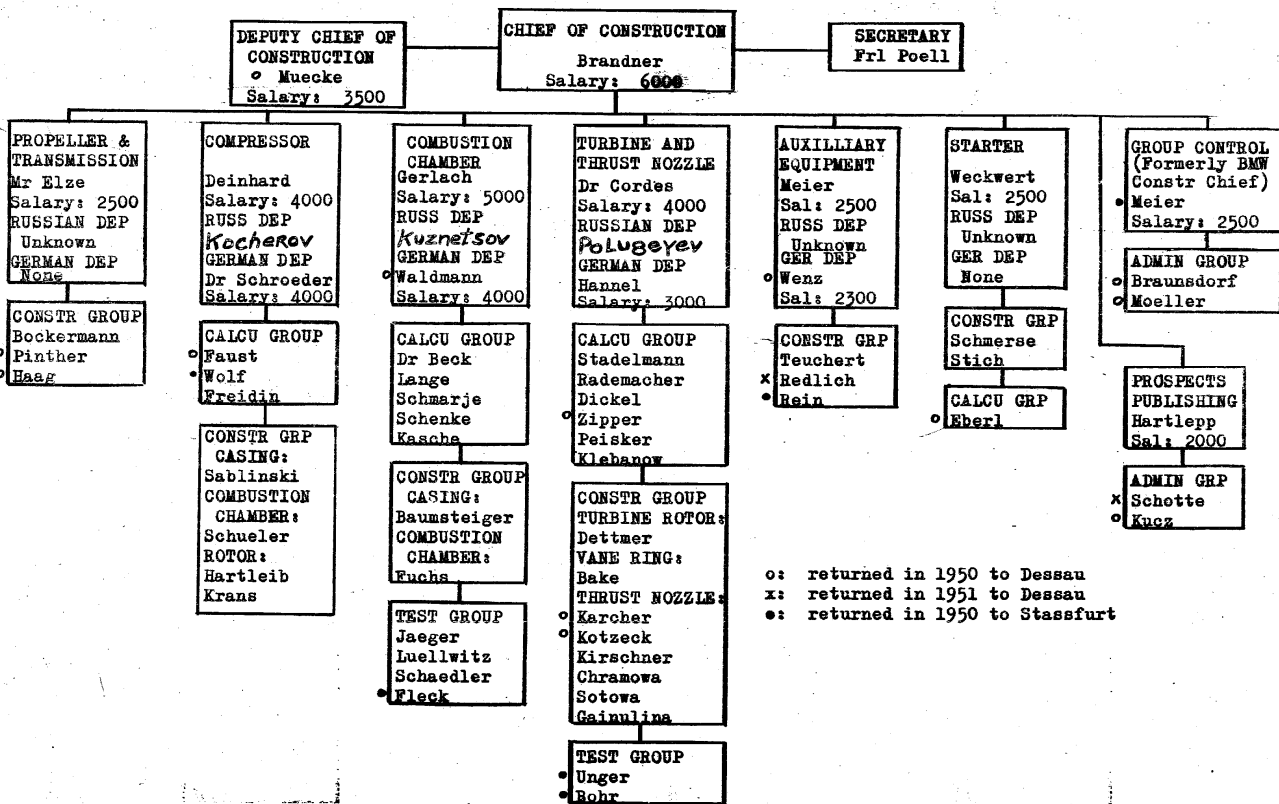 DEPUTY CHIEF OF
CONSTRUCTION
o Muecke
Salary: 3500
CHIEF OF CONSTRUCTION
Brandner
Salary: 6000
SECRETARY
Frl Poell
PROPELLER &
TRANSMISSION
Mr Elze
Salary: 2500
RUSSIAN DEP
Unknown
GERMAN DEP
None
CONSTR GROUP
Bockermann
o Pinther
o Haag
COMPRESSOR
Deinhard
Salary: 4000
RUSS DEP
Kocherov
GERMAN DEP
Dr Schroeder
Salary: 4000
CALCU GROUP
o Faust
• Wolf
Freidin
CONSTR GRP
CASING:
Sablinski
COMBUSTION
CHAMBER:
Schueler
ROTOR:
Hartleib
Krans
COMBUSTION
CHAMBER
Gerlach
Salary: 5000
RUSS DEP
Kuznetsov
GERMAN DEP
o Waldmann
Salary: 4000
CALCU GROUP
Dr Beck
Lange
Schmarje
Schenke
Kasche
CONSTR GROUP
CASING:
Baumsteiger
COMBUSTION
CHAMBER:
Fuchs
TEST GROUP
Jaeger
Luellwitz
Schaedler
• Fleck
TURBINE AND
THRUST NOZZLE
Dr Cordes
Salary: 4000
RUSSIAN DEP
PoLugeyev
GERMAN DEP
Hannel
Salary: 3000
CALCU GROUP
Stadelmann
Rademacher
Dickel
o Zipper
Peisker
Klebanow
CONSTR GROUP
TURBINE ROTOR:
Dettmer
VANE RING:
Bake
THRUST NOZZLE:
o Karcher
o Kotzeck
Kirschner
Chramowa
Sotowa
Gainulina
TEST GROUP
• Unger
• Bohr
AUXILLIARY
EQUIPMENT
Meier
Sal: 2500
RUSS DEP
Unknown
GER DEP
o Wenz
Sal: 2300
CONSTR GRP
Teuchert
x Redlich
• Rein
STARTER
Weckwert
Sal: 2500
RUSS DEP
Unknown
GER DEP
None
CONSTR GRP
Schmerse
Stich
CALCU GRP
o Eberl
GROUP CONTROL
(Formerly BMW
Constr Chief)
• Meier
Salary: 2500
ADMIN GROUP
o Braunsdorf
o Moeller
PROSPECTS
PUBLISHING
Hartlepp
Sal: 2000
ADMIN GRP
x Schotte
o Kucz
o: returned in 1950 to Dessau
x: returned in 1951 to Dessau
•: returned in 1950 to Stassfurt